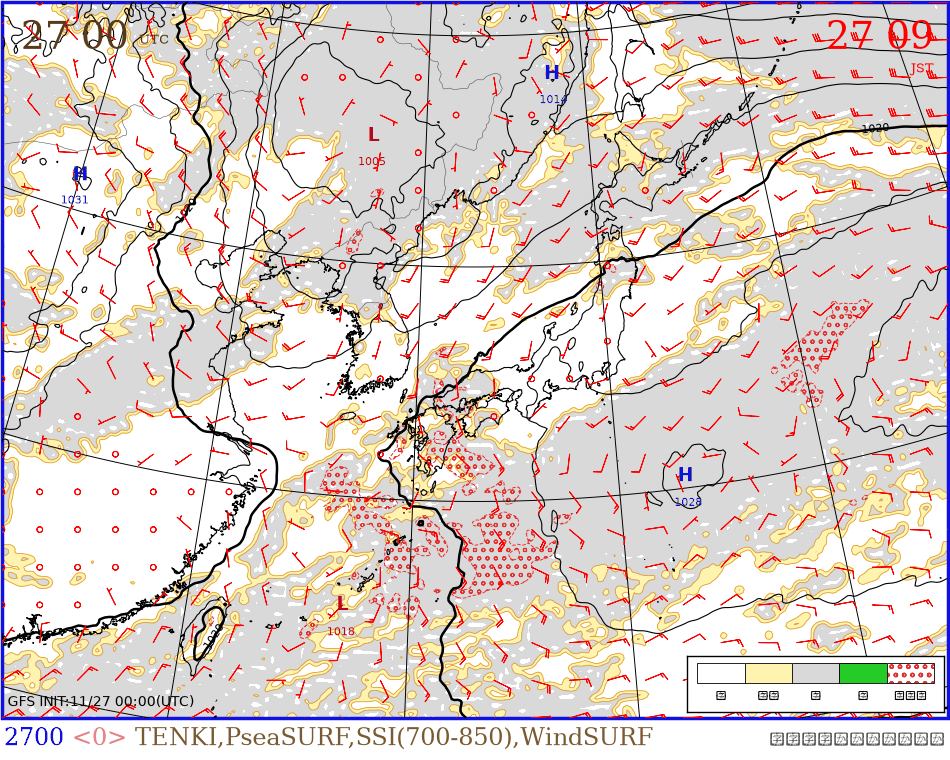 27 00 UTC
27 09
JST
1020
H
1014
L
1005
H
1031
H
1028
L
1018
1020
GFS INIT:11/27 00:00(UTC)
2700 <0> TENKI,PseaSURF,SSI(700-850),WindSURF